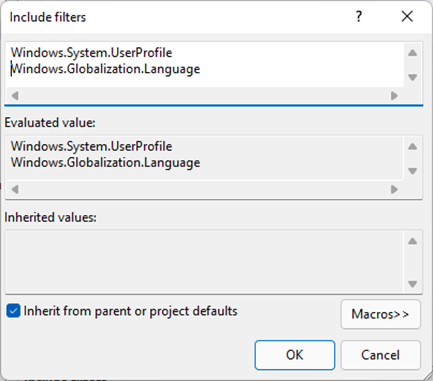 Include filters
?
Windows.System.UserProfile
Windows.Globalization.Language
Evaluated value:
Windows.System.UserProfile
Windows.Globalization.Language
Inherited values:
Inherit from parent or project defaults
Macros>>
OK
Cancel